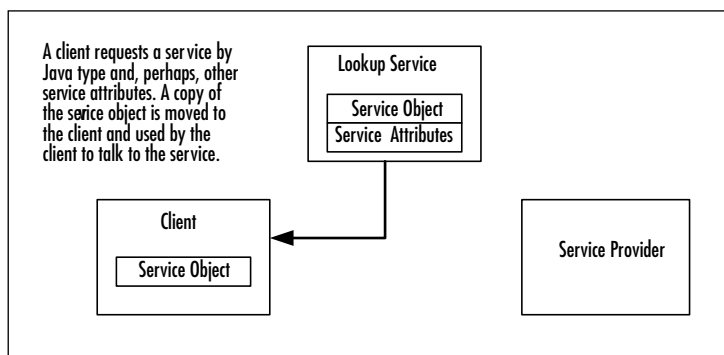 A client requests a service by
Java type and, perhaps, other
service attributes. A copy of
the service object is moved to
the client and used by the
client to talk to the service.
Lookup Service
Service Object
Service Attributes
Client
Service Object
Service Provider